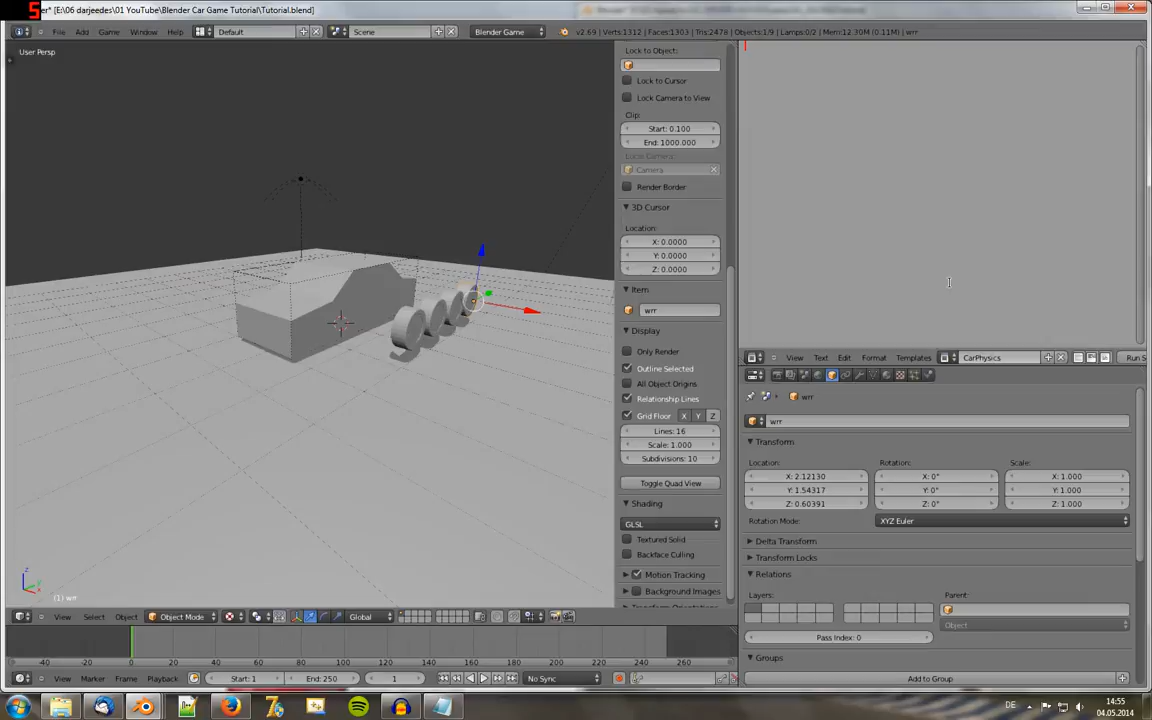 5
er* [E:\06 darjeedes\01 YouTube\Blender Car Game Tutorial\Tutorial.blend]
File Add Game Window Help Default Scene Blender Game v2.69 | Verts:1312 | Faces:1303 | Tris:2478 | Objects:1/9 | Lamps:0/2 | Mem:12.30M (0.11M) | wrr
User Persp
Lock to Object:
Lock to Cursor
Lock Camera to View
Clip:
Start: 0.100
End: 1000.000
Local Camera:
Camera
Render Border
3D Cursor
Location:
X: 0.0000
Y: 0.0000
Z: 0.0000
Item
wrr
Display
Only Render
Outline Selected
All Object Origins
Relationship Lines
Grid Floor X Y Z
Lines: 16
Scale: 1.000
Subdivisions: 10
Toggle Quad View
Shading
GLSL
Textured Solid
Backface Culling
Motion Tracking
Background Images
Transform Orientations
View Text Edit Format Templates CarPhysics Run S
wrr
wrr
Transform
Location: Rotation: Scale:
X: 2.12130 X: 0° X: 1.000
Y: 1.54317 Y: 0° Y: 1.000
Z: 0.60391 Z: 0° Z: 1.000
Rotation Mode: XYZ Euler
Delta Transform
Transform Locks
Relations
Layers: Parent:
Object
Pass Index: 0
Groups
Add to Group
z
y
x
(1) wrr
View Select Object Object Mode Global
-40 -20 0 20 40 60 80 100 120 140 160 180 200 220 240 260
View Marker Frame Playback Start: 1 End: 250 1 No Sync
DE 14:55
04.05.2014